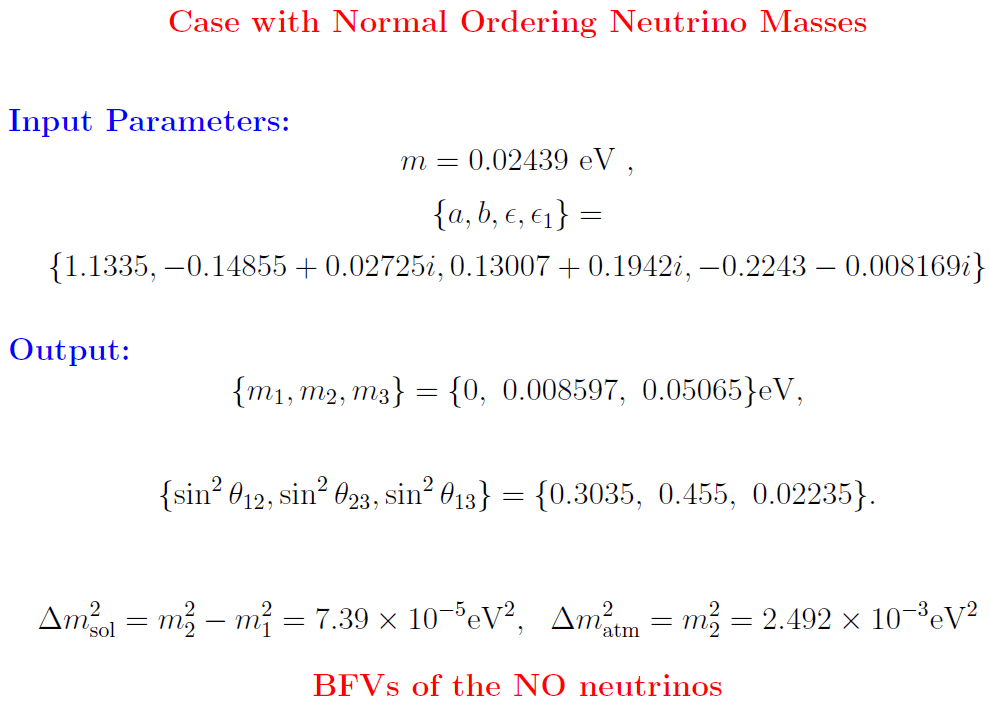 Case with Normal Ordering Neutrino Masses
Input Parameters:
m = 0.02439 eV ,
{a, b, ϵ, ϵ₁} =
{1.1335, −0.14855 + 0.02725i, 0.13007 + 0.1942i, −0.2243 − 0.008169i}
Output:
{m₁, m₂, m₃} = {0, 0.008597, 0.05065}eV,
{sin² θ₁₂, sin² θ₂₃, sin² θ₁₃} = {0.3035, 0.455, 0.02235}.
Δm²_sol = m₂² − m₁² = 7.39 × 10⁻⁵eV², Δm²_atm = m₂² = 2.492 × 10⁻³eV²
BFVs of the NO neutrinos